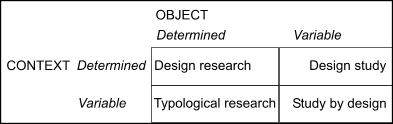 OBJECT
Determined Variable
CONTEXT Determined Design research Design study
Variable Typological research Study by design